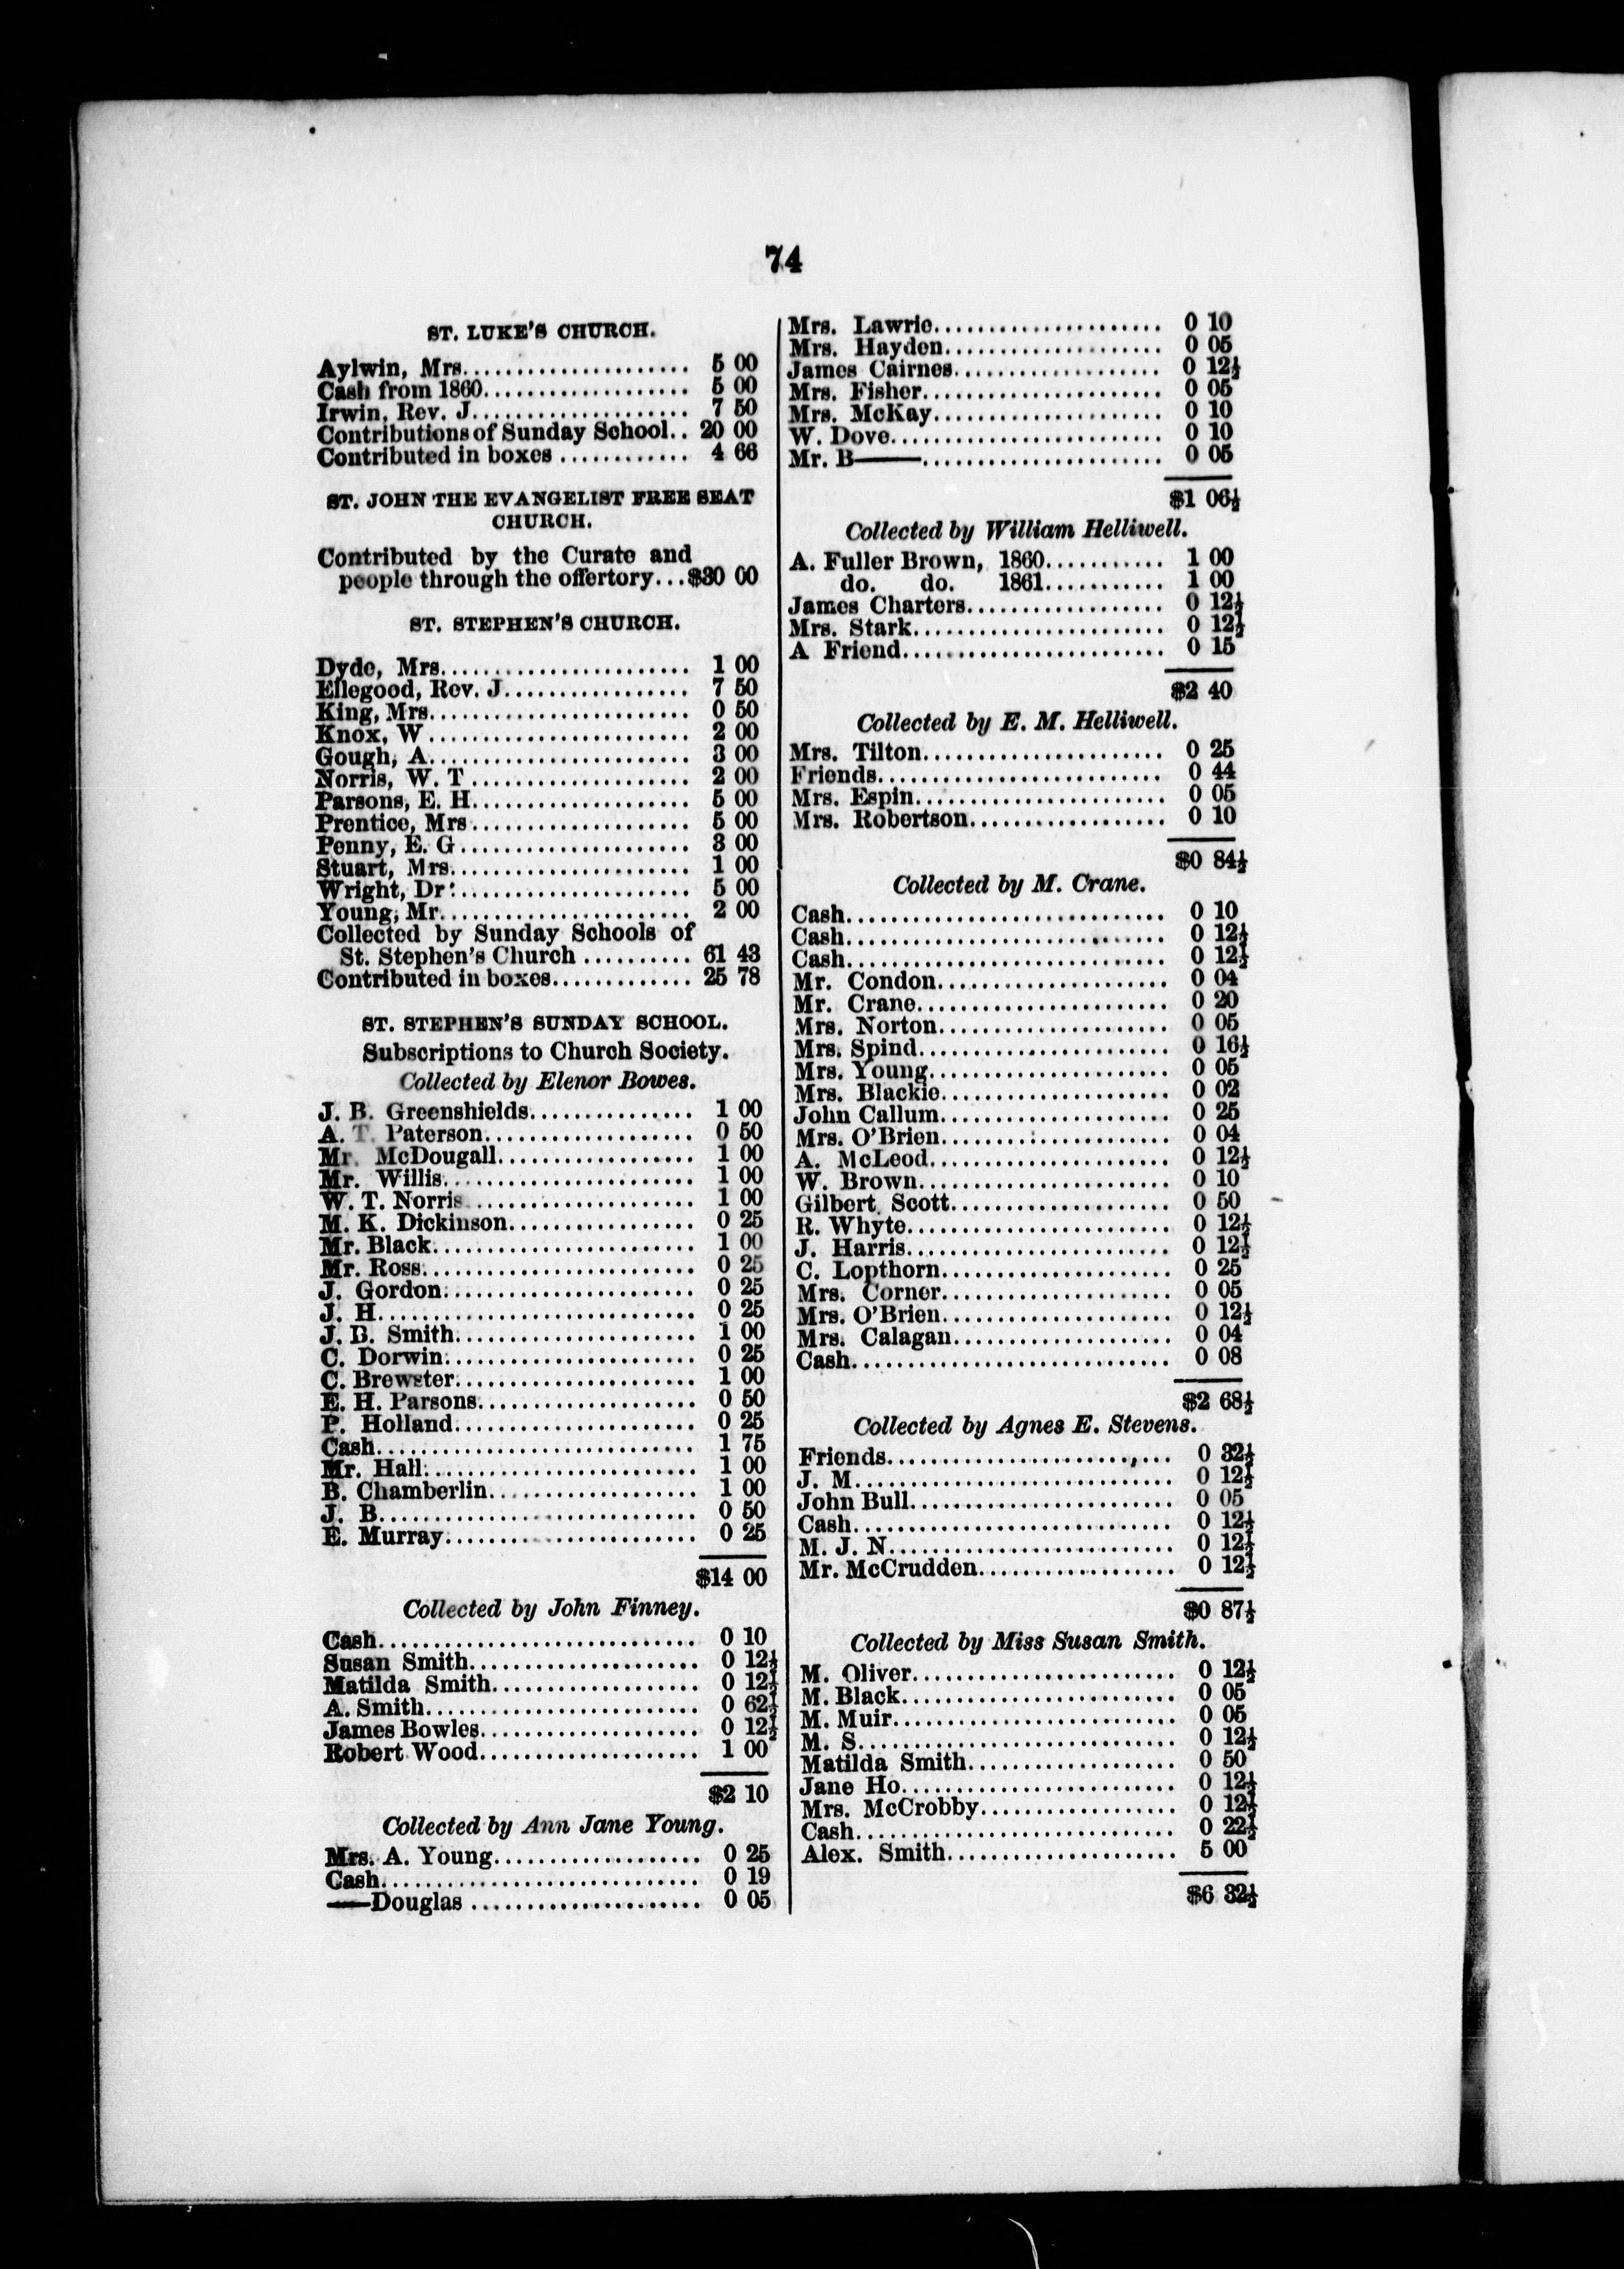 74
ST. LUKE'S CHURCH.
Aylwin, Mrs..................... 5 00
Cash from 1860................... 5 00
Irwin, Rev. J.................... 7 50
Contributions of Sunday School.. 20 00
Contributed in boxes ............ 4 66
ST. JOHN THE EVANGELIST FREE SEAT
CHURCH.
Contributed by the Curate and
people through the offertory...$30 00
ST. STEPHEN'S CHURCH.
Dyde, Mrs....................... 1 00
Ellegood, Rev. J................. 7 50
King, Mrs........................ 0 50
Knox, W ........................ 2 00
Gough, A........................ 3 00
Norris, W. T .................... 2 00
Parsons, E. H.................... 5 00
Prentice, Mrs.................... 5 00
Penny, E. G..................... 3 00
Stuart, Mrs...................... 1 00
Wright, Dr:..................... 5 00
Young, Mr....................... 2 00
Collected by Sunday Schools of
St. Stephen's Church .......... 61 43
Contributed in boxes............. 25 78
ST. STEPHEN'S SUNDAY SCHOOL.
Subscriptions to Church Society.
Collected by Elenor Bowes.
J. B. Greenshields............... 1 00
A. T. Paterson................... 0 50
Mr. McDougall.................. 1 00
Mr. Willis....................... 1 00
W. T. Norris..................... 1 00
M. K. Dickinson................. 0 25
Mr. Black........................ 1 00
Mr. Ross......................... 0 25
J. Gordon....................... 0 25
J. H............................. 0 25
J. B. Smith...................... 1 00
C. Dorwin....................... 0 25
C. Brewster...................... 1 00
E. H. Parsons.................... 0 50
P. Holland...................... 0 25
Cash............................. 1 75
Mr. Hall......................... 1 00
B. Chamberlin................... 1 00
J. B............................. 0 50
E. Murray....................... 0 25
$14 00
Collected by John Finney.
Cash............................. 0 10
Susan Smith..................... 0 12½
Matilda Smith................... 0 12½
A. Smith......................... 0 62½
James Bowles.................... 0 12½
Robert Wood.................... 1 00
$2 10
Collected by Ann Jane Young.
Mrs. A. Young................... 0 25
Cash............................. 0 19
——Douglas ..................... 0 05
Mrs. Lawrie..................... 0 10
Mrs. Hayden.................... 0 05
James Cairnes................... 0 12½
Mrs. Fisher...................... 0 05
Mrs. McKay..................... 0 10
W. Dove......................... 0 10
Mr. B——...................... 0 05
$1 06½
Collected by William Helliwell.
A. Fuller Brown, 1860........... 1 00
do. do. 1861........... 1 00
James Charters.................. 0 12½
Mrs. Stark....................... 0 12½
A Friend........................ 0 15
$2 40
Collected by E. M. Helliwell.
Mrs. Tilton...................... 0 25
Friends.......................... 0 44
Mrs. Espin....................... 0 05
Mrs. Robertson.................. 0 10
$0 84½
Collected by M. Crane.
Cash............................. 0 10
Cash............................. 0 12½
Cash............................. 0 12½
Mr. Condon..................... 0 04
Mr. Crane....................... 0 20
Mrs. Norton..................... 0 05
Mrs. Spind....................... 0 16½
Mrs. Young...................... 0 05
Mrs. Blackie..................... 0 02
John Callum..................... 0 25
Mrs. O'Brien..................... 0 04
A. McLeod...................... 0 12½
W. Brown....................... 0 10
Gilbert Scott.................... 0 50
R. Whyte........................ 0 12½
J. Harris........................ 0 12½
C. Lopthorn..................... 0 25
Mrs. Corner..................... 0 05
Mrs. O'Brien..................... 0 12½
Mrs. Calagan.................... 0 04
Cash............................. 0 08
$2 68½
Collected by Agnes E. Stevens.
Friends.......................... 0 32½
J. M............................. 0 12½
John Bull........................ 0 05
Cash............................. 0 12½
M. J. N.......................... 0 12½
Mr. McCrudden.................. 0 12½
$0 87½
Collected by Miss Susan Smith.
M. Oliver........................ 0 12½
M. Black......................... 0 05
M. Muir.......................... 0 05
M. S............................. 0 12½
Matilda Smith................... 0 50
Jane Ho......................... 0 12½
Mrs. McCrobby.................. 0 12½
Cash............................. 0 22½
Alex. Smith..................... 5 00
$6 32½